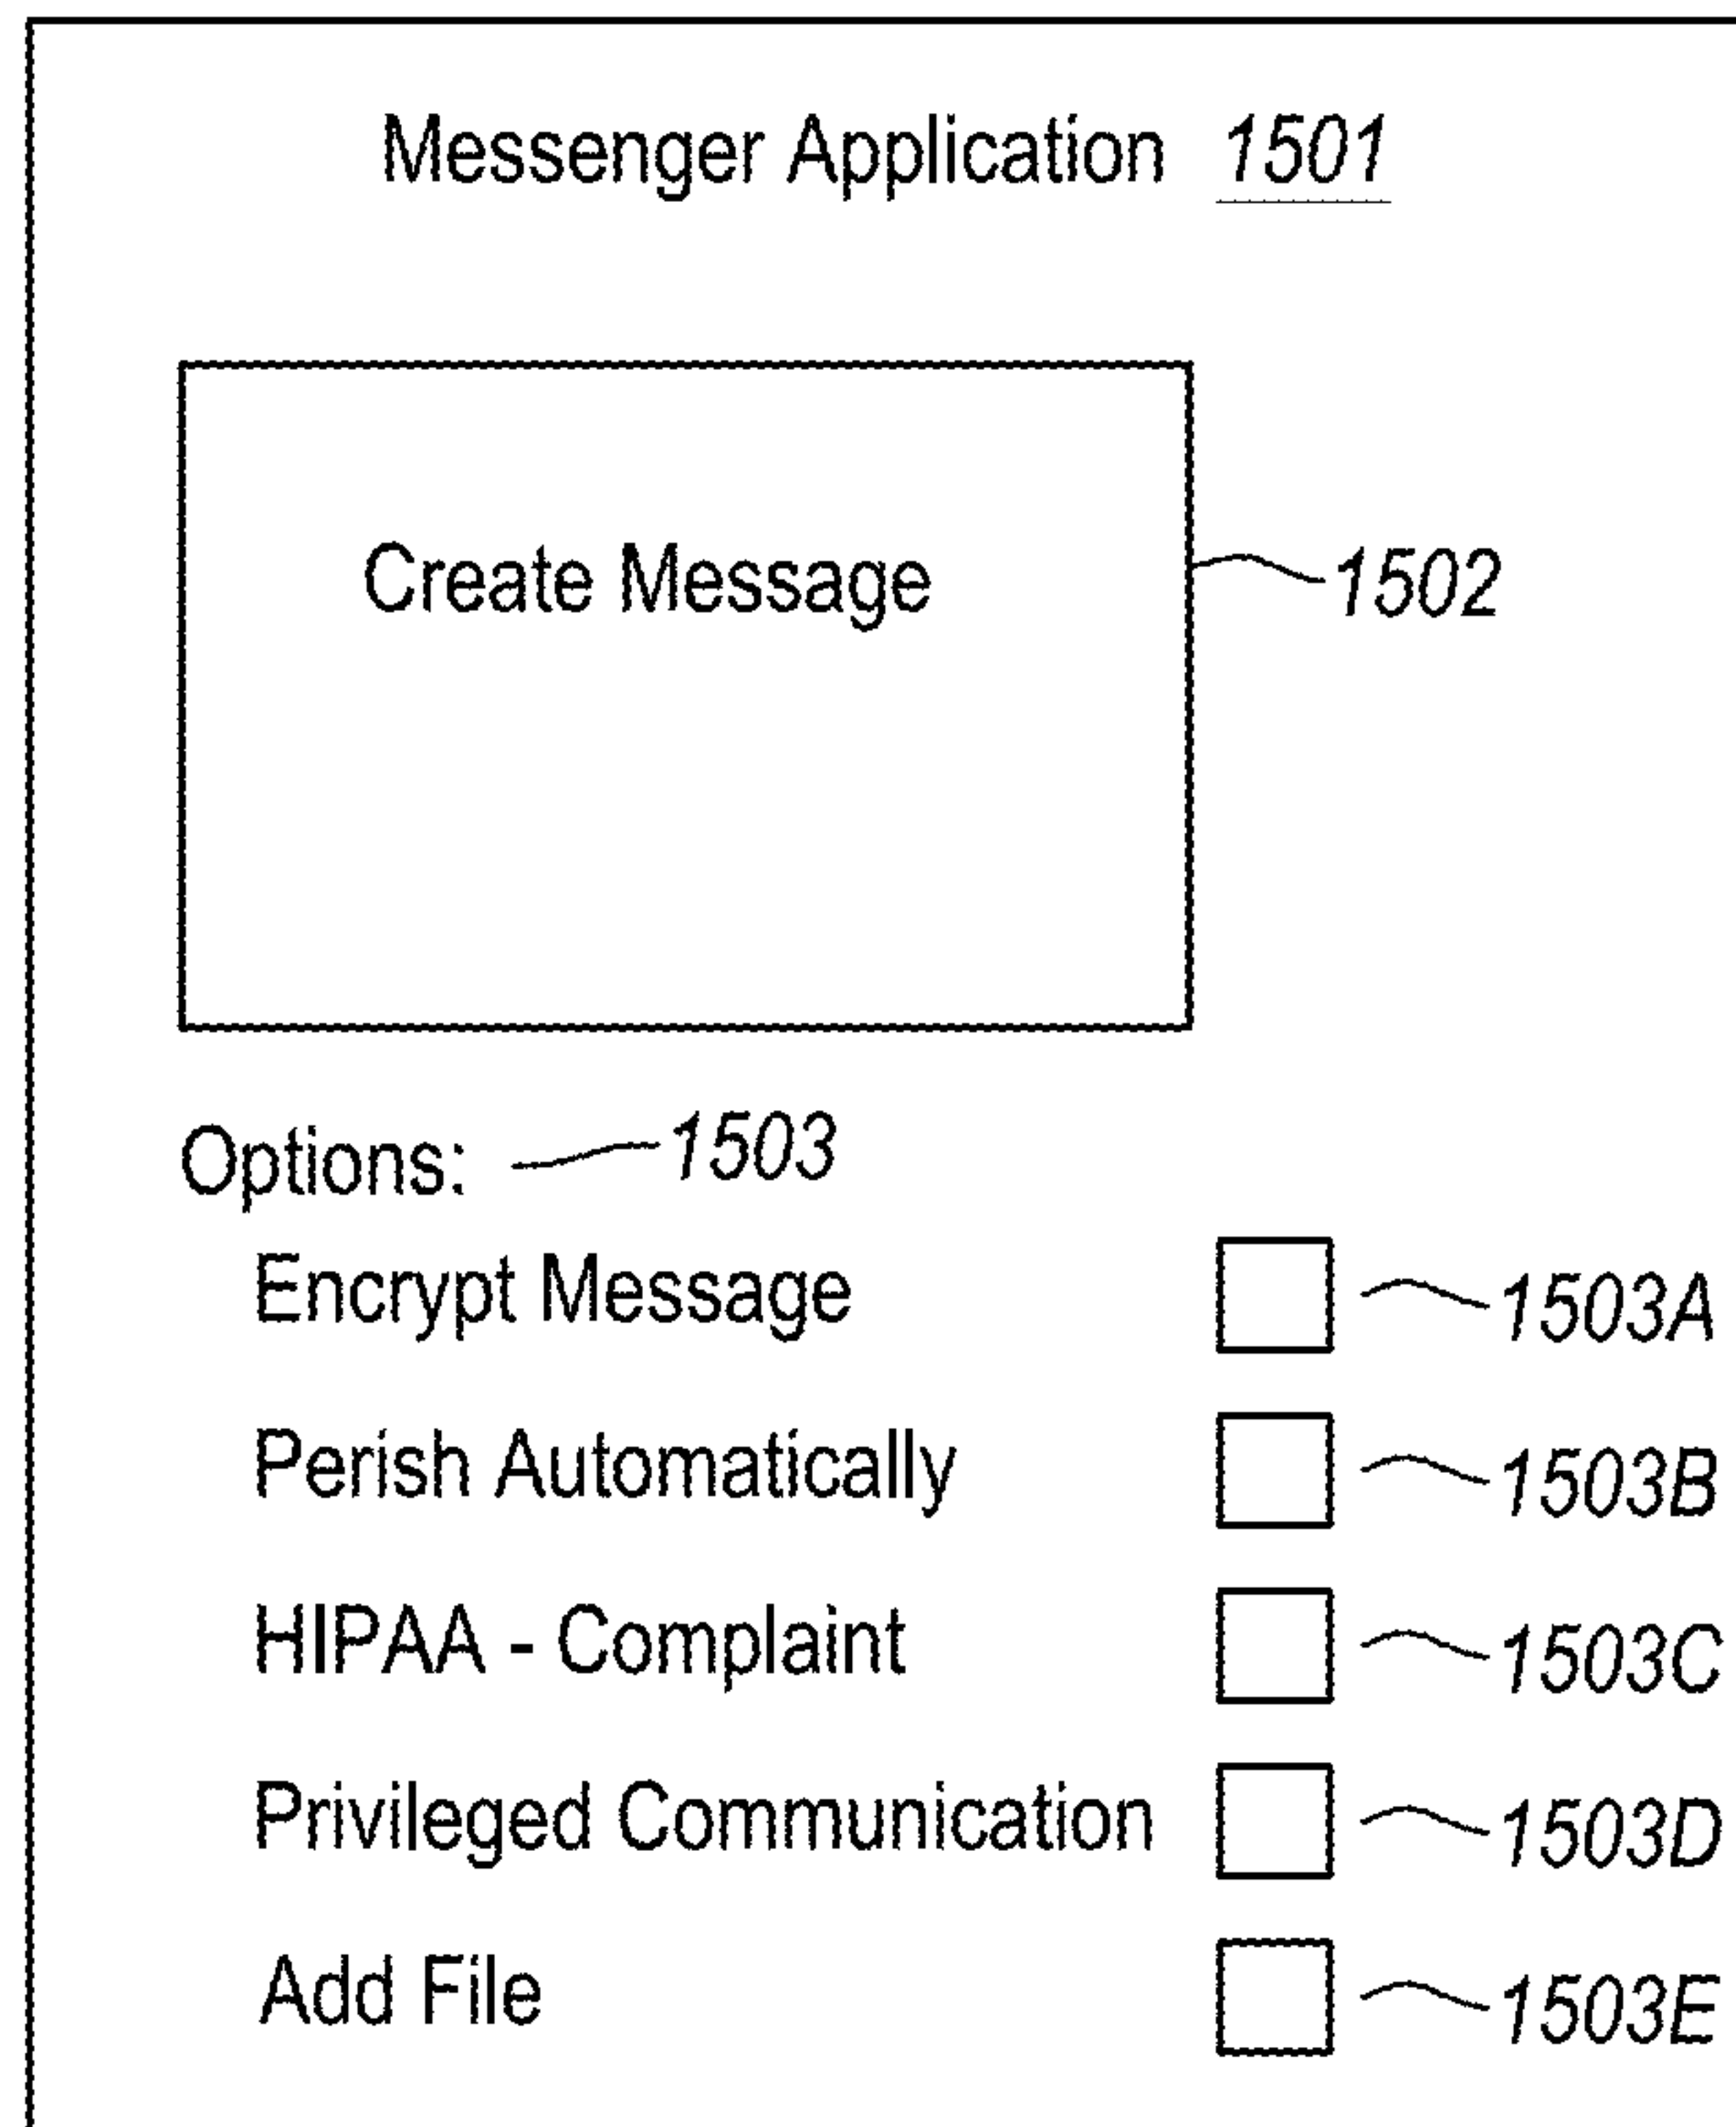 Messenger Application 1501
Create Message 1502
Options: 1503
Encrypt Message 1503A
Perish Automatically 1503B
HIPAA - Complaint 1503C
Privileged Communication 1503D
Add File 1503E